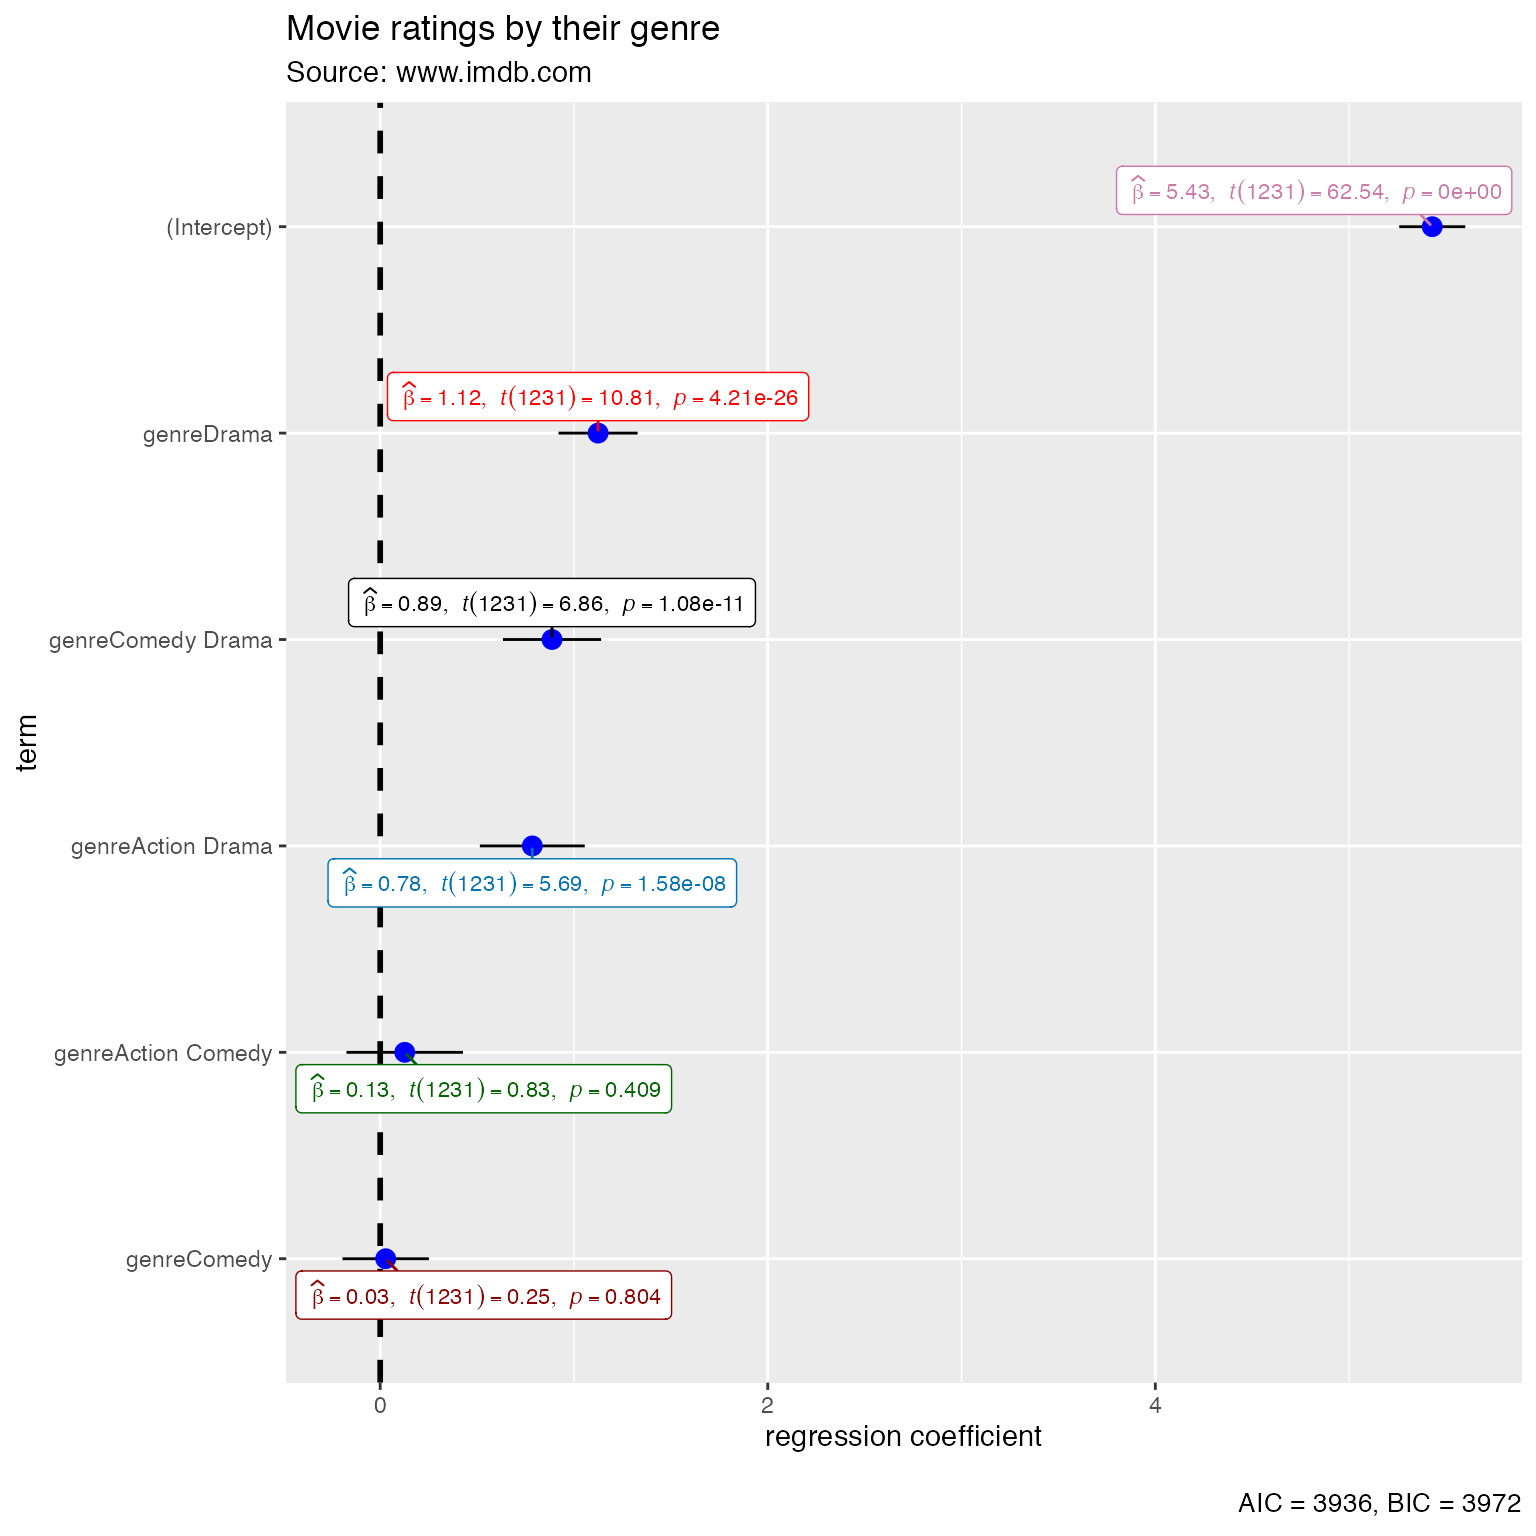 Movie ratings by their genre
Source: www.imdb.com
(Intercept)
β̂ = 5.43, t(1231) = 62.54, p = 0e+00
genreDrama
β̂ = 1.12, t(1231) = 10.81, p = 4.21e-26
genreComedy Drama
β̂ = 0.89, t(1231) = 6.86, p = 1.08e-11
term
genreAction Drama
β̂ = 0.78, t(1231) = 5.69, p = 1.58e-08
genreAction Comedy
β̂ = 0.13, t(1231) = 0.83, p = 0.409
genreComedy
β̂ = 0.03, t(1231) = 0.25, p = 0.804
0 2 4
regression coefficient
AIC = 3936, BIC = 3972